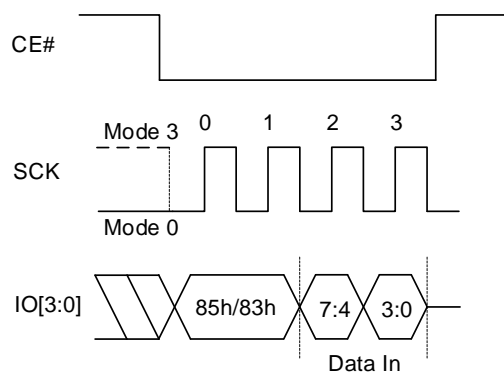 CE#
Mode 3 0 1 2 3
SCK
Mode 0
IO[3:0] 85h/83h 7:4 3:0
Data In